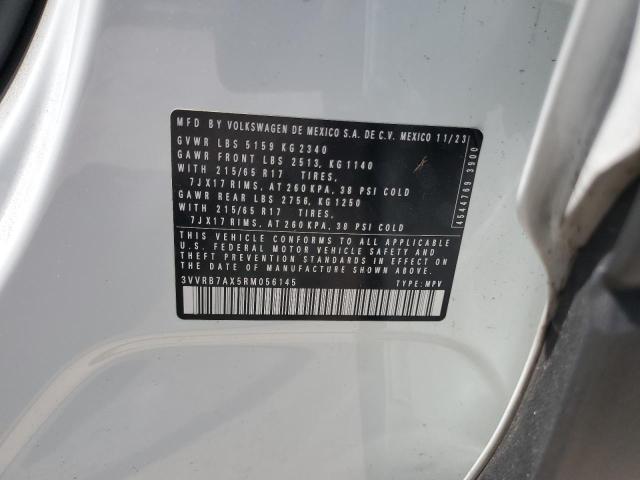 MFD BY VOLKSWAGEN DE MEXICO S.A. DE C.V. MEXICO 11/23
GVWR LBS 5159 KG 2340
GAWR FRONT LBS 2513, KG 1140
WITH 215/65 R17 TIRES,
7JX17 RIMS, AT 260 KPA, 38 PSI COLD
GAWR REAR LBS 2756, KG1250
WITH 215/65 R17 TIRES,
7JX17 RIMS, AT 260 KPA, 38 PSI COLD
THIS VEHICLE CONFORMS TO ALL APPLICABLE
U.S. FEDERAL MOTOR VEHICLE SAFETY AND
THEFT PREVENTION STANDARDS IN EFFECT ON
THE DATE OF MANUFACTURE SHOWN ABOVE.
3VVRB7AX5RM056145 TYPE: MPV
4544769 3900